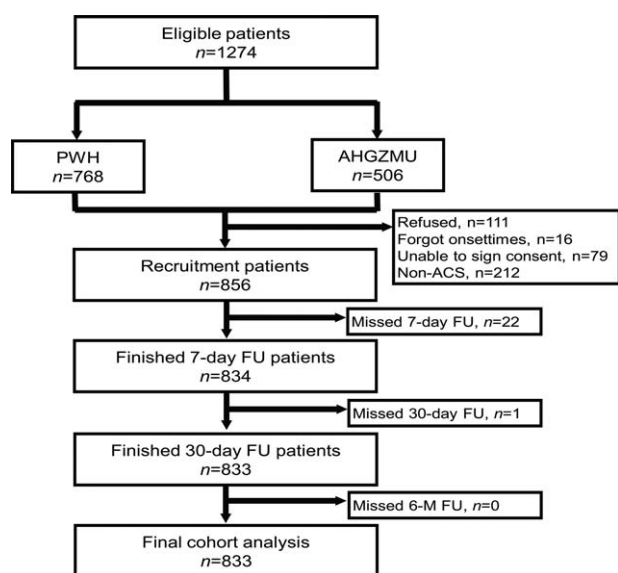 Eligible patients
n=1274
PWH
n=768
AHGZMU
n=506
Refused, n=111
Forgot onsettimes, n=16
Unable to sign consent, n=79
Non-ACS, n=212
Recruitment patients
n=856
Missed 7-day FU, n=22
Finished 7-day FU patients
n=834
Missed 30-day FU, n=1
Finished 30-day FU patients
n=833
Missed 6-M FU, n=0
Final cohort analysis
n=833